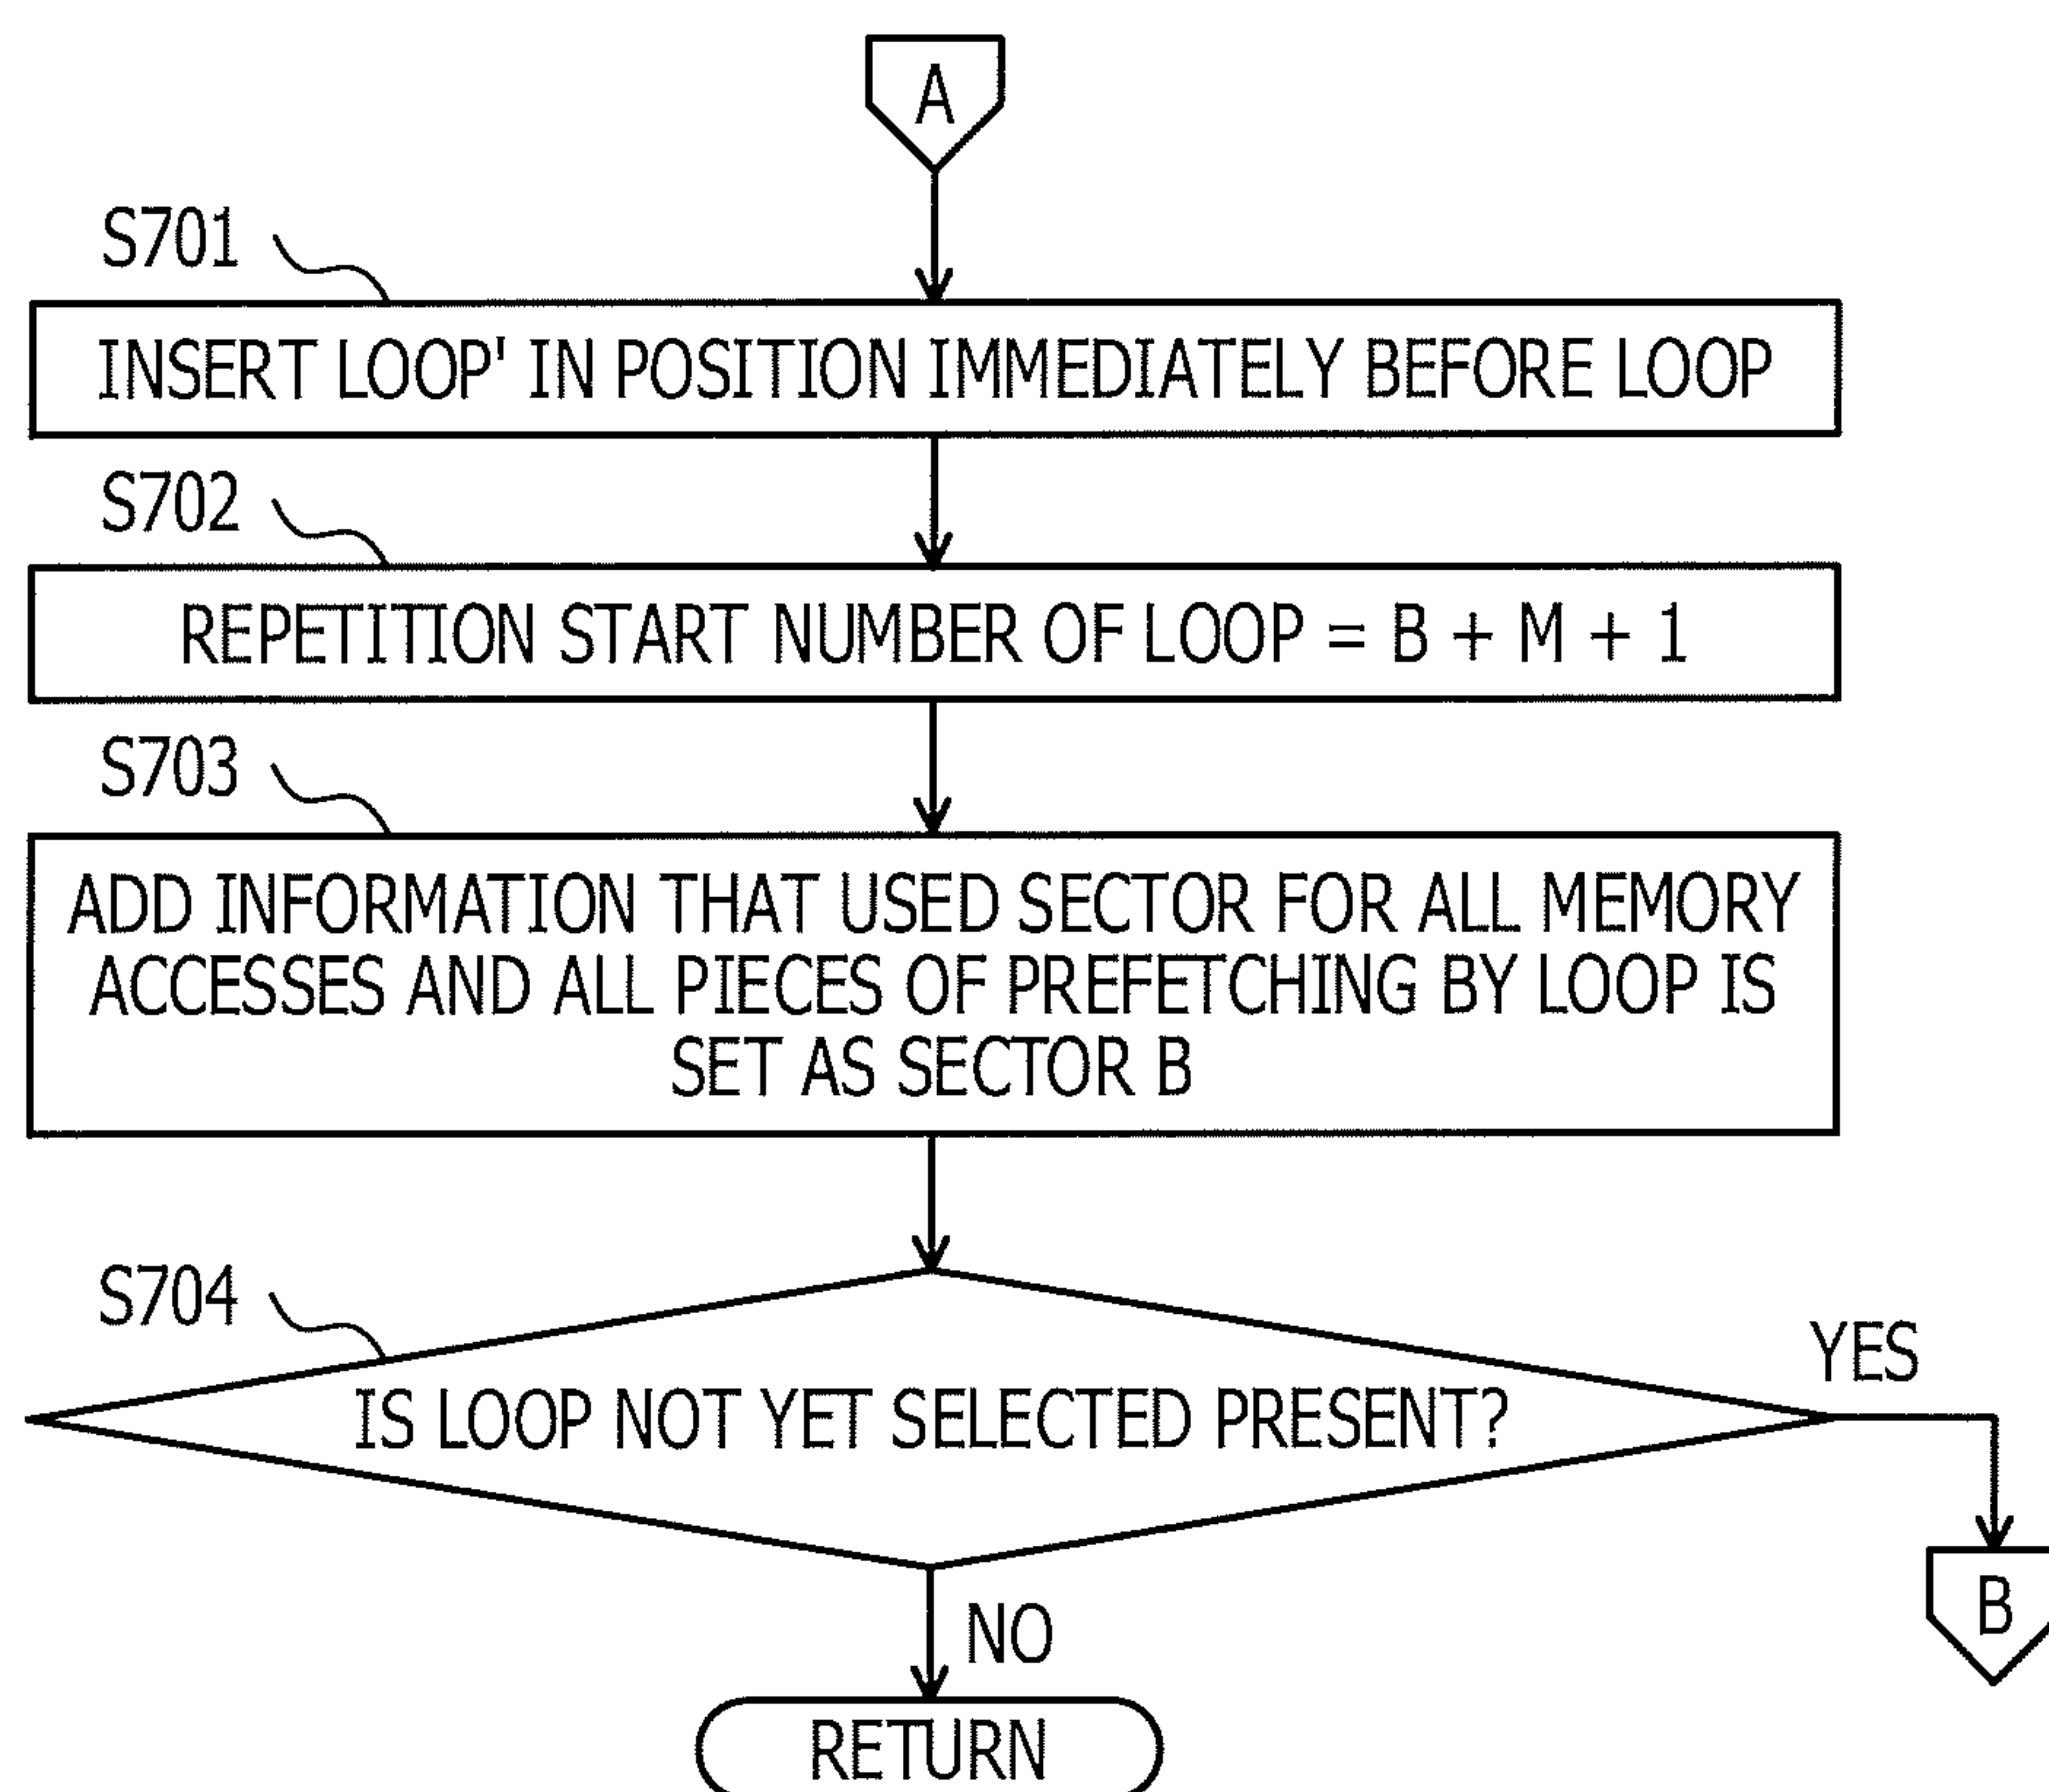 A
S701
INSERT LOOP' IN POSITION IMMEDIATELY BEFORE LOOP
S702
REPETITION START NUMBER OF LOOP = B + M + 1
S703
ADD INFORMATION THAT USED SECTOR FOR ALL MEMORY
ACCESSES AND ALL PIECES OF PREFETCHING BY LOOP IS
SET AS SECTOR B
S704
IS LOOP NOT YET SELECTED PRESENT?
YES
B
NO
RETURN